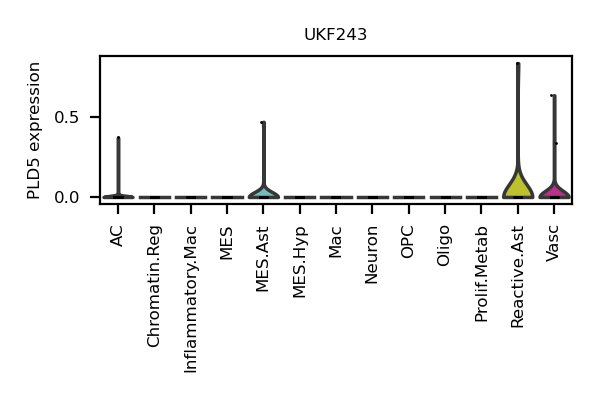 UKF243
PLD5 expression
0.5
0.0
AC
Chromatin.Reg
Inflammatory.Mac
MES
MES.Ast
MES.Hyp
Mac
Neuron
OPC
Oligo
Prolif.Metab
Reactive.Ast
Vasc